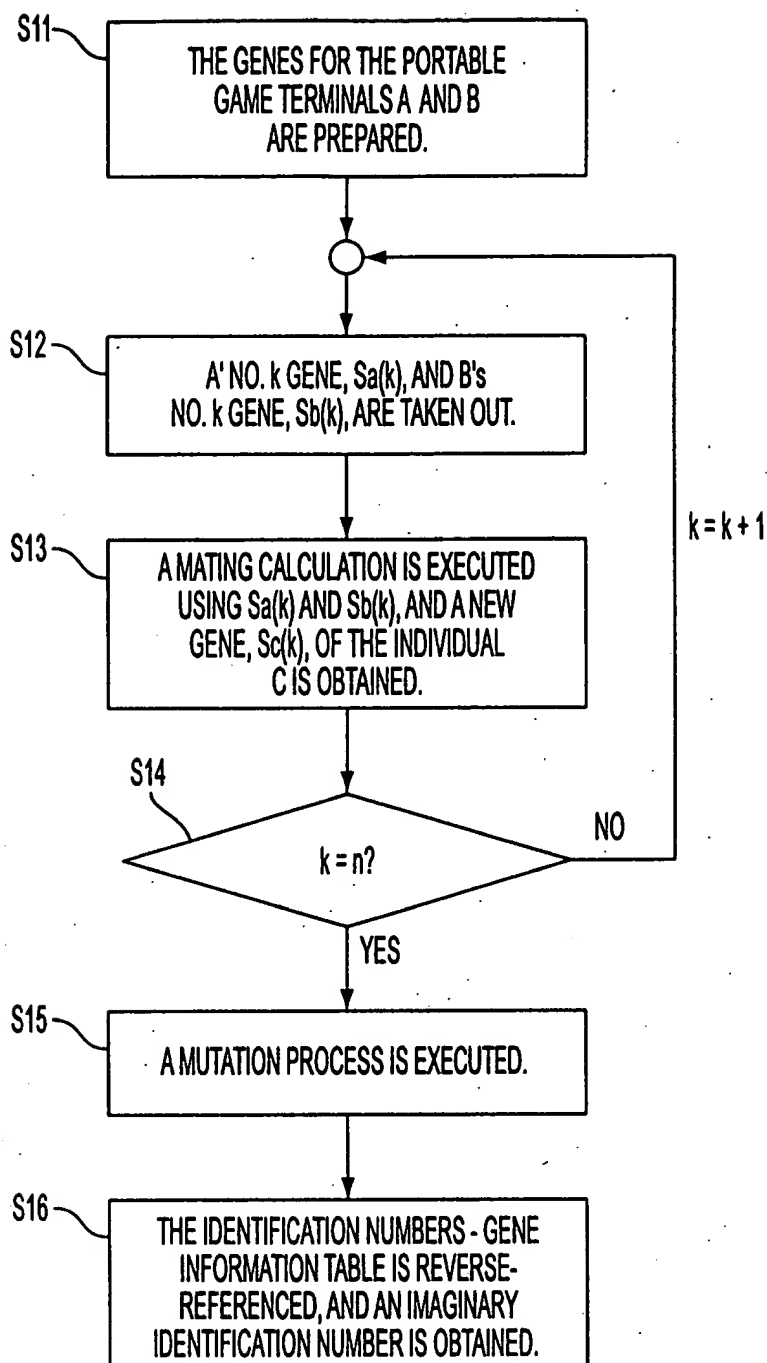 S11
THE GENES FOR THE PORTABLE
GAME TERMINALS A AND B
ARE PREPARED.
S12
A' NO. k GENE, Sa(k), AND B's
NO. k GENE, Sb(k), ARE TAKEN OUT.
k = k + 1
S13
A MATING CALCULATION IS EXECUTED
USING Sa(k) AND Sb(k), AND A NEW
GENE, Sc(k), OF THE INDIVIDUAL
C IS OBTAINED.
S14
k = n?
NO
YES
S15
A MUTATION PROCESS IS EXECUTED.
S16
THE IDENTIFICATION NUMBERS - GENE
INFORMATION TABLE IS REVERSE-
REFERENCED, AND AN IMAGINARY
IDENTIFICATION NUMBER IS OBTAINED.